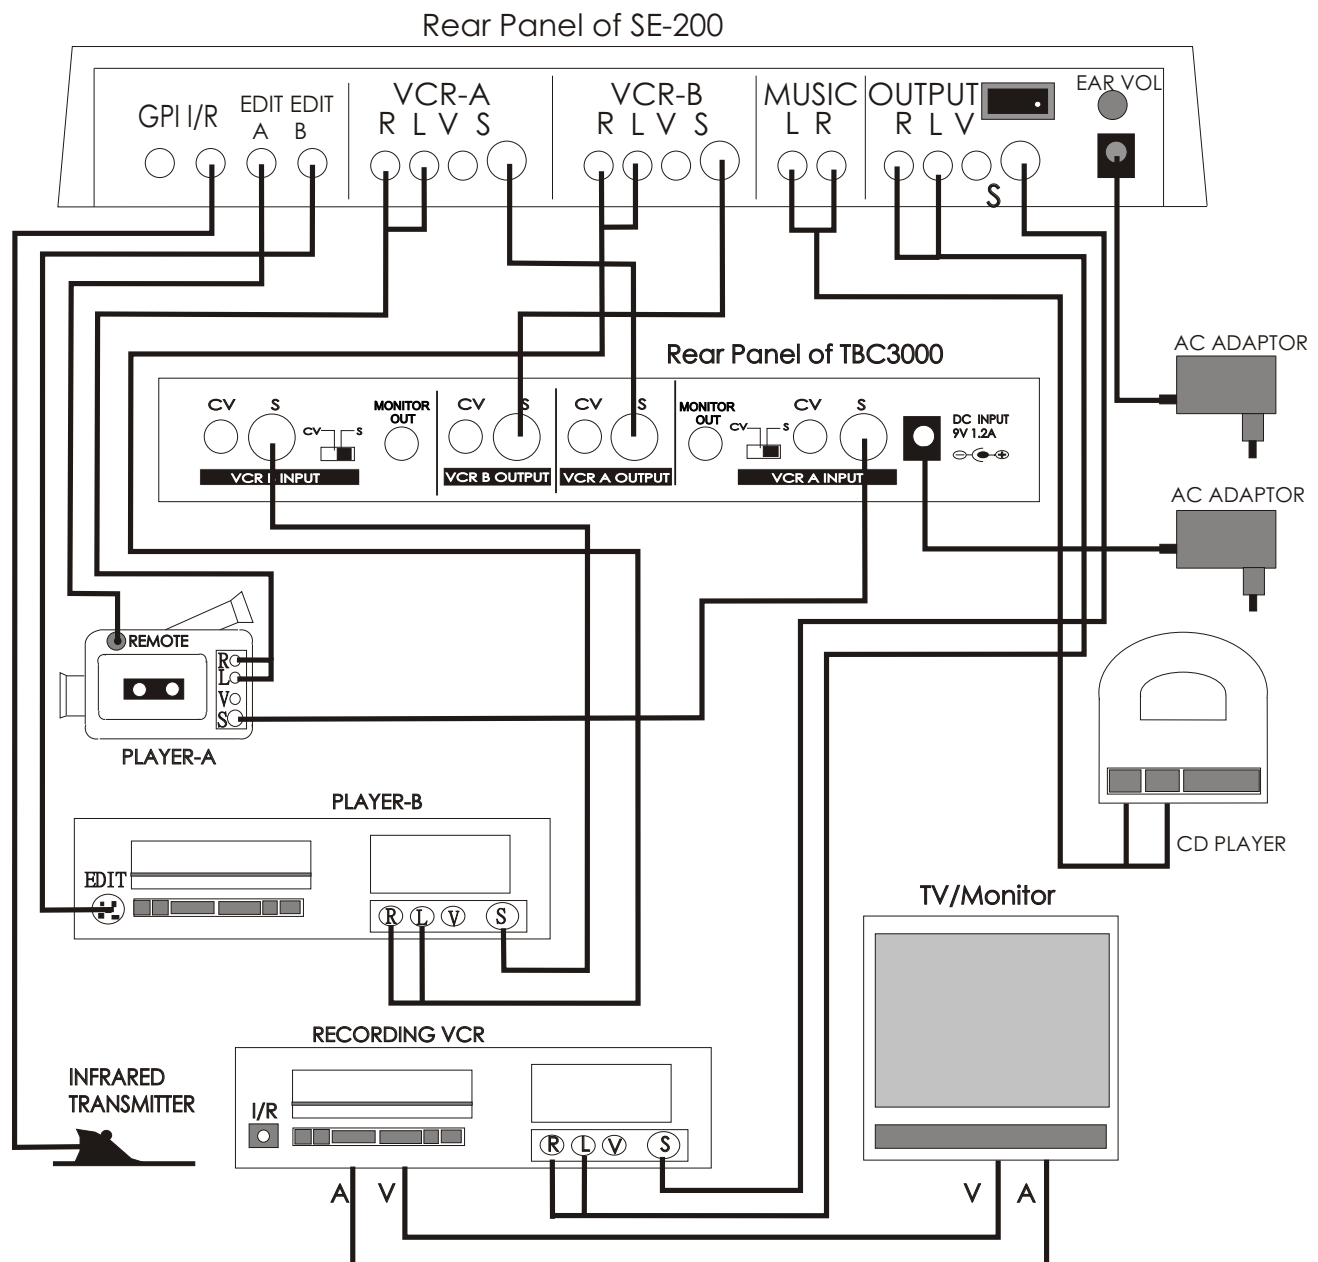 Rear Panel of SE-200
GPI I/R
EDIT EDIT
A B
VCR-A
R L V S
VCR-B
R L V S
MUSIC
L R
OUTPUT
R L V
S
EAR VOL
AC ADAPTOR
Rear Panel of TBC3000
CV S
CV S
VCR INPUT
MONITOR
OUT
CV S
VCR B OUTPUT
CV S
VCR A OUTPUT
MONITOR
OUT
CV S
CV S
VCR A INPUT
DC INPUT
9V 1.2A
AC ADAPTOR
REMOTE
R
L
V
S
PLAYER-A
PLAYER-B
EDIT
R L V S
CD PLAYER
TV/Monitor
RECORDING VCR
INFRARED
TRANSMITTER
I/R
R L V S
A V
V A